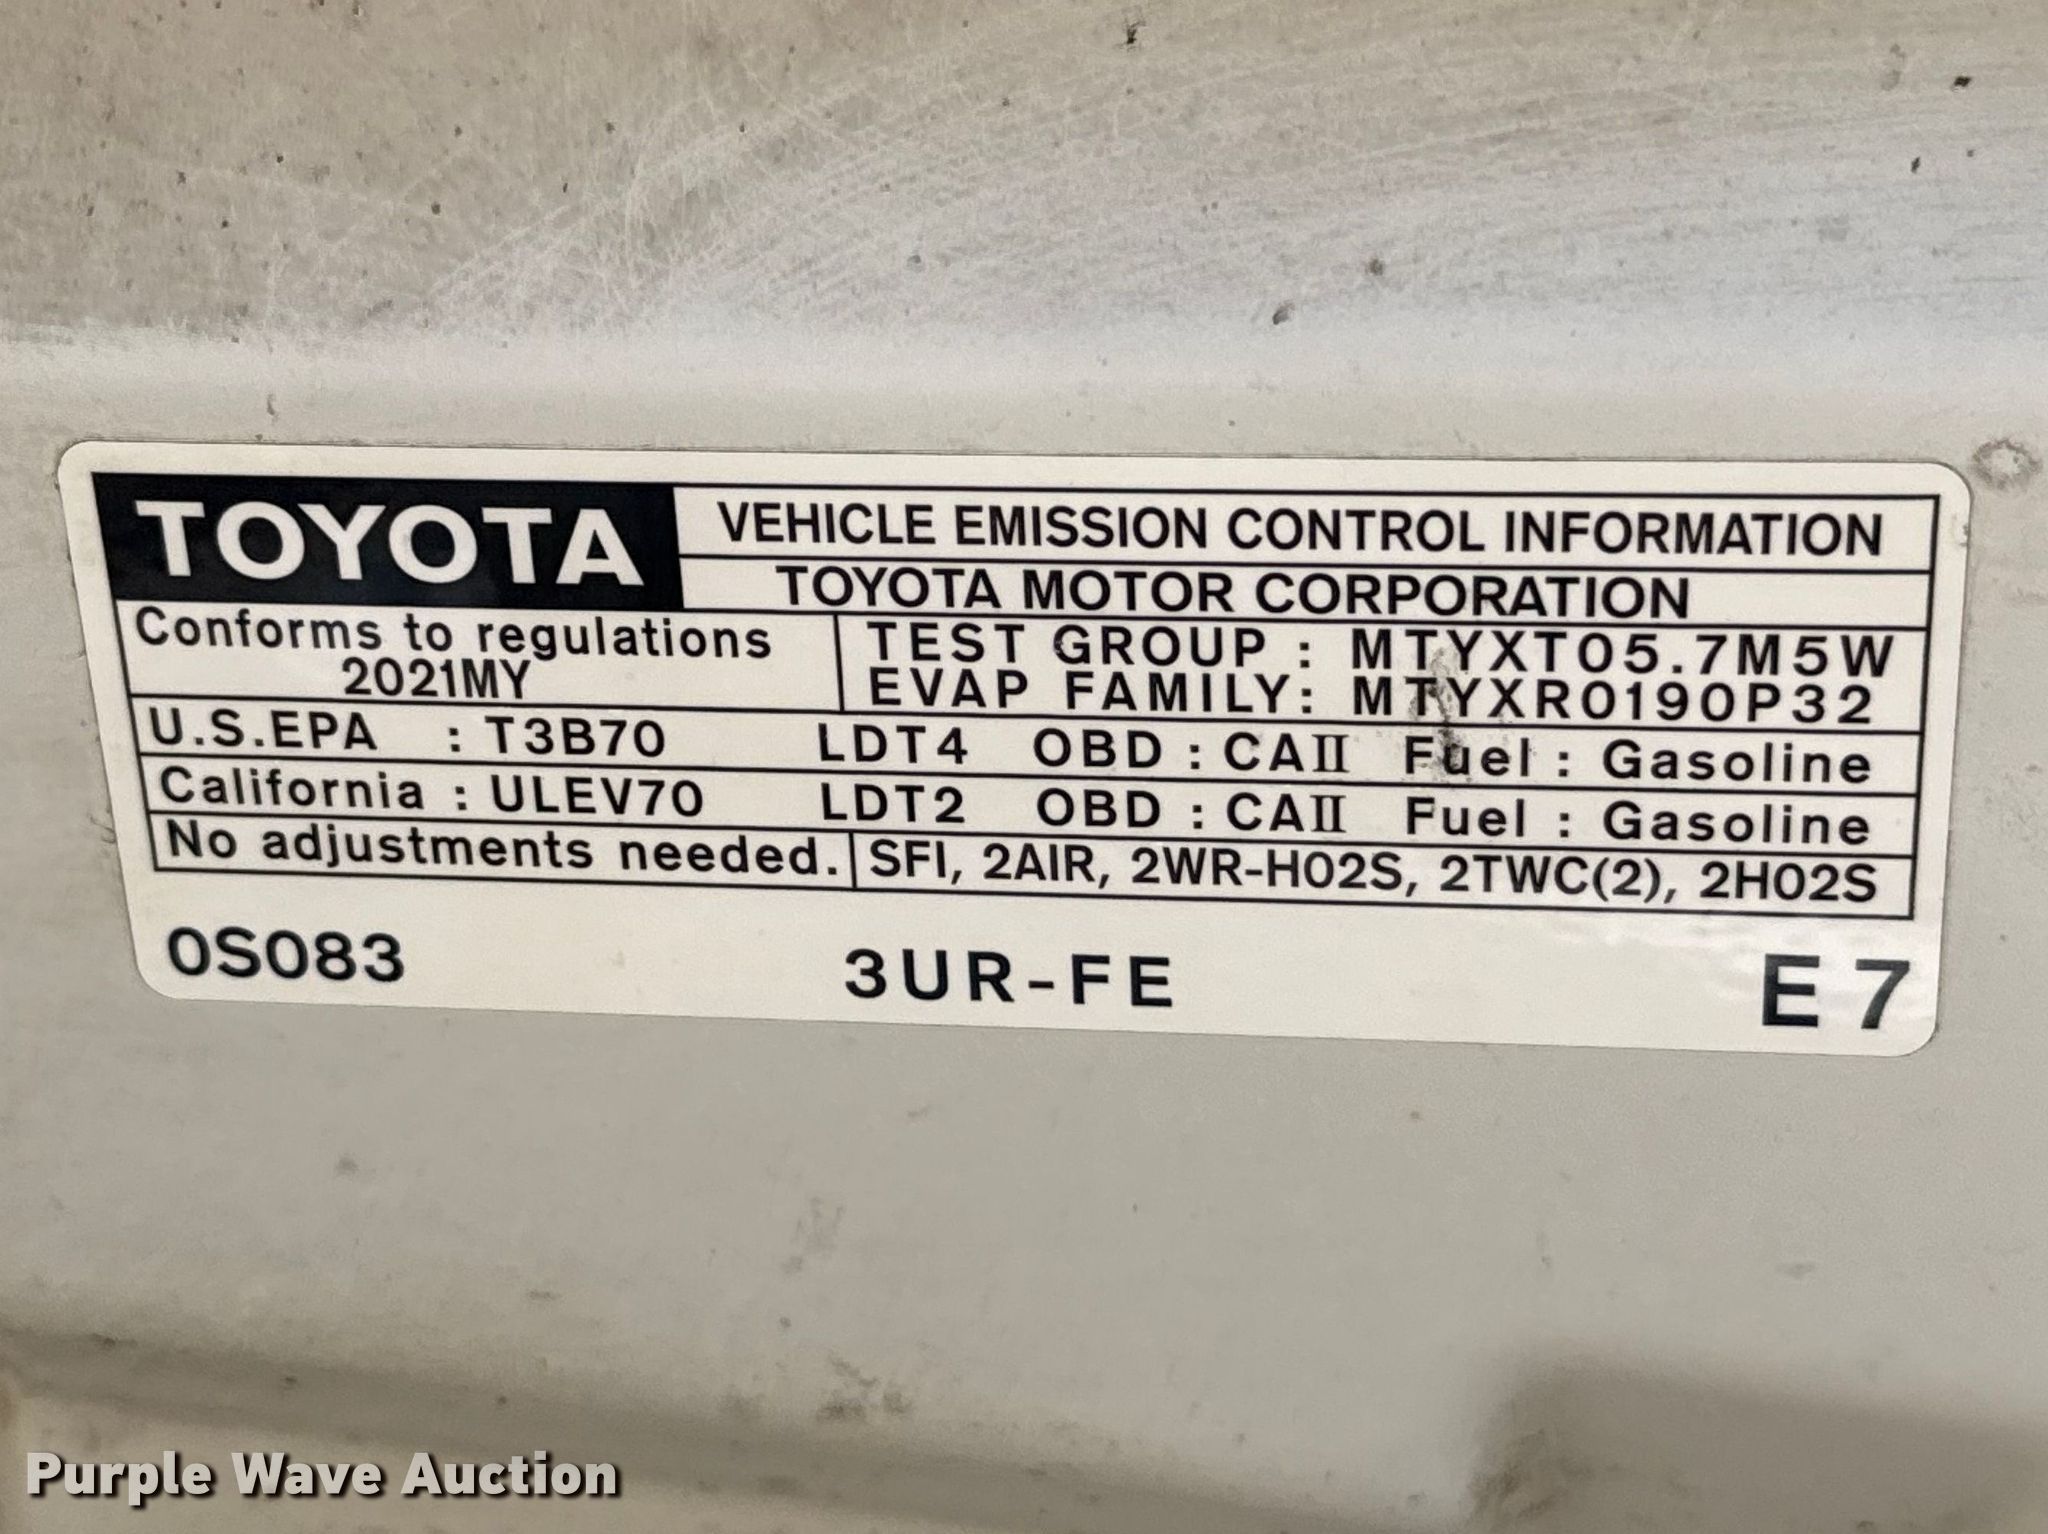 TOYOTA
VEHICLE EMISSION CONTROL INFORMATION
TOYOTA MOTOR CORPORATION
Conforms to regulations
2021MY
TEST GROUP : MTYXT05.7M5W
EVAP FAMILY: MTYXR0190P32
U.S.EPA : T3B70 LDT4 OBD : CAII Fuel : Gasoline
California : ULEV70 LDT2 OBD : CAII Fuel : Gasoline
No adjustments needed. SFI, 2AIR, 2WR-HO2S, 2TWC(2), 2HO2S
0S083 3UR-FE E7
Purple Wave Auction